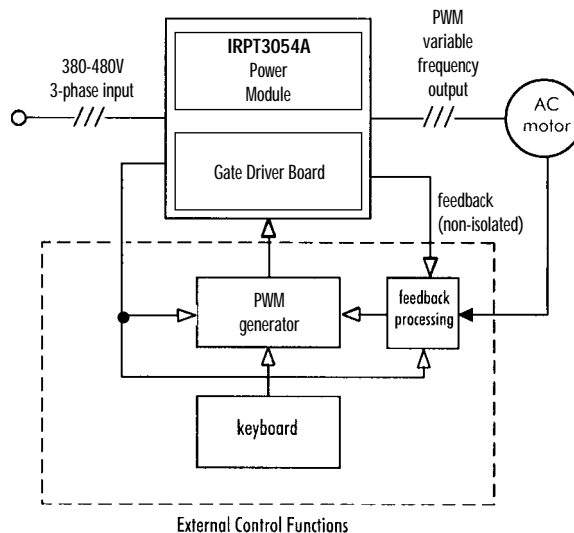 IRPT3054A
Power
Module
Gate Driver Board
380-480V
3-phase input
PWM
variable
frequency
output
AC
motor
feedback
(non-isolated)
PWM
generator
feedback
processing
keyboard
External Control Functions